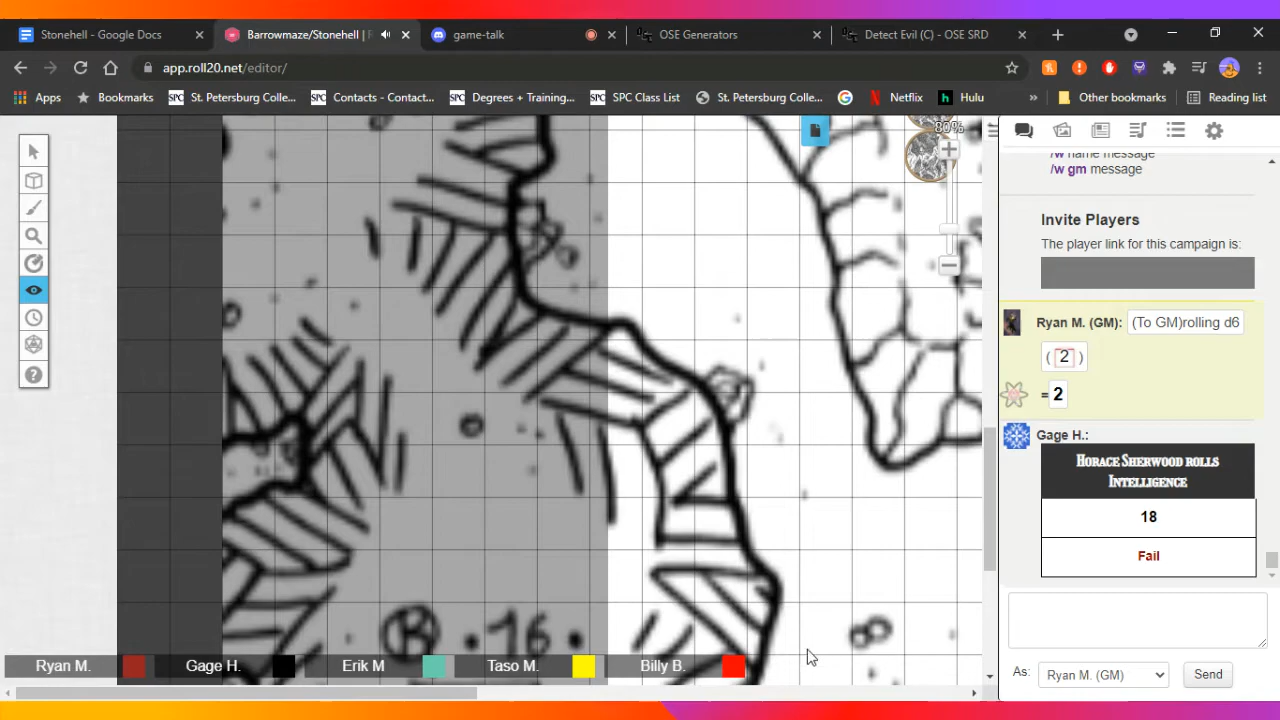 Stonehell - Google Docs
Barrowmaze/Stonehell | F
game-talk
OSE Generators
Detect Evil (C) - OSE SRD
app.roll20.net/editor/
Apps
Bookmarks
St. Petersburg Colle...
Contacts - Contact...
Degrees + Training...
SPC Class List
St. Petersburg Colle...
Netflix
Hulu
Other bookmarks
Reading list
80%
/w name message
/w gm message
Invite Players
The player link for this campaign is:
Ryan M. (GM): (To GM)rolling d6
( 2 )
= 2
Gage H.:
Horace Sherwood rolls
Intelligence
18
Fail
R • 16 •
Ryan M.
Gage H.
Erik M
Taso M.
Billy B.
As: Ryan M. (GM)
Send